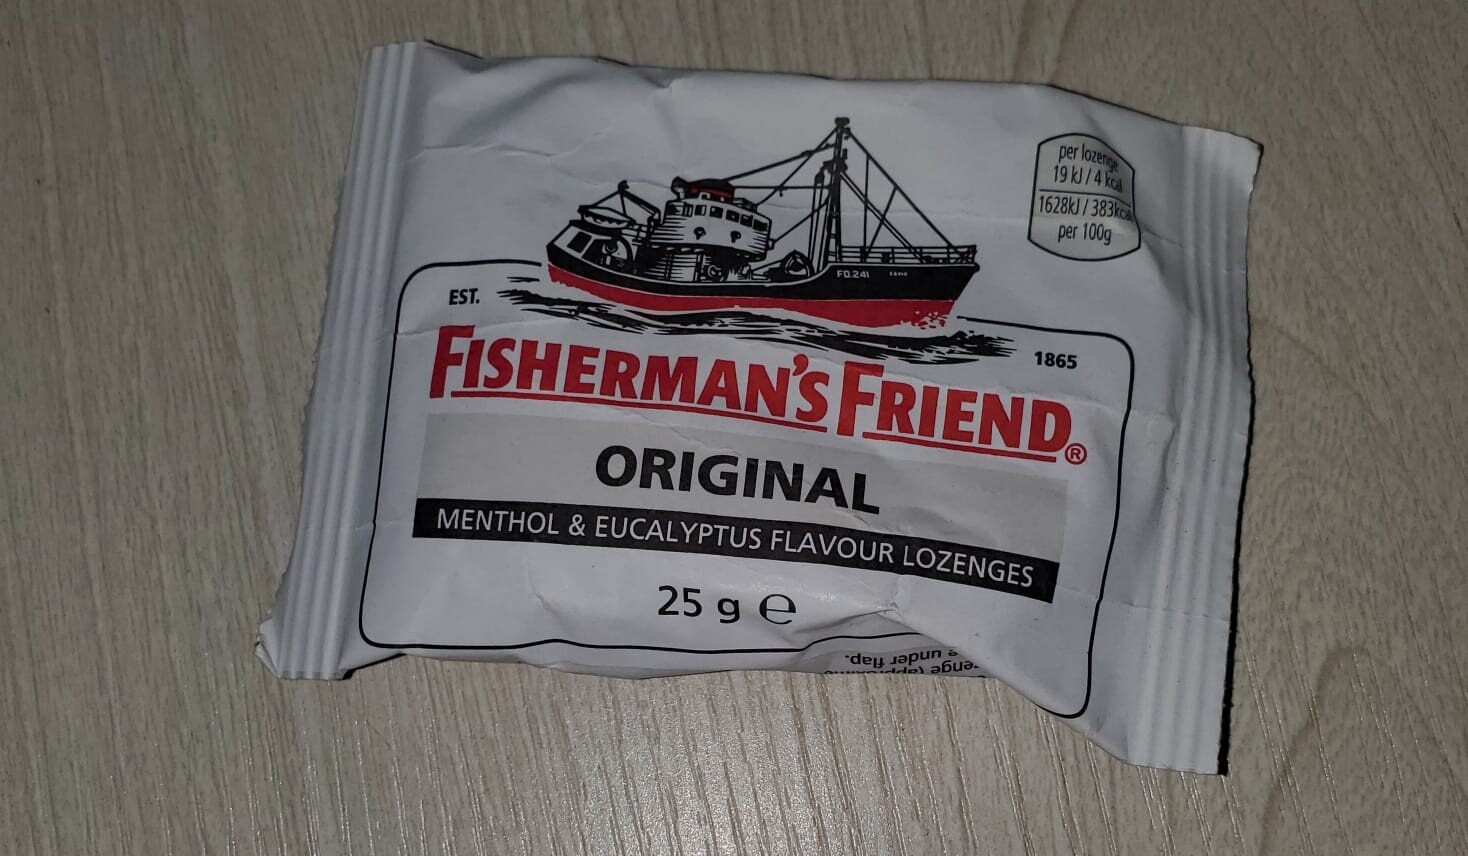 per lozenge
19 kJ / 4 kcal
1628kJ / 383kcal
per 100g
FD.241
EST.
1865
FISHERMAN'S FRIEND®
ORIGINAL
MENTHOL & EUCALYPTUS FLAVOUR LOZENGES
25 g ℮
under flap.